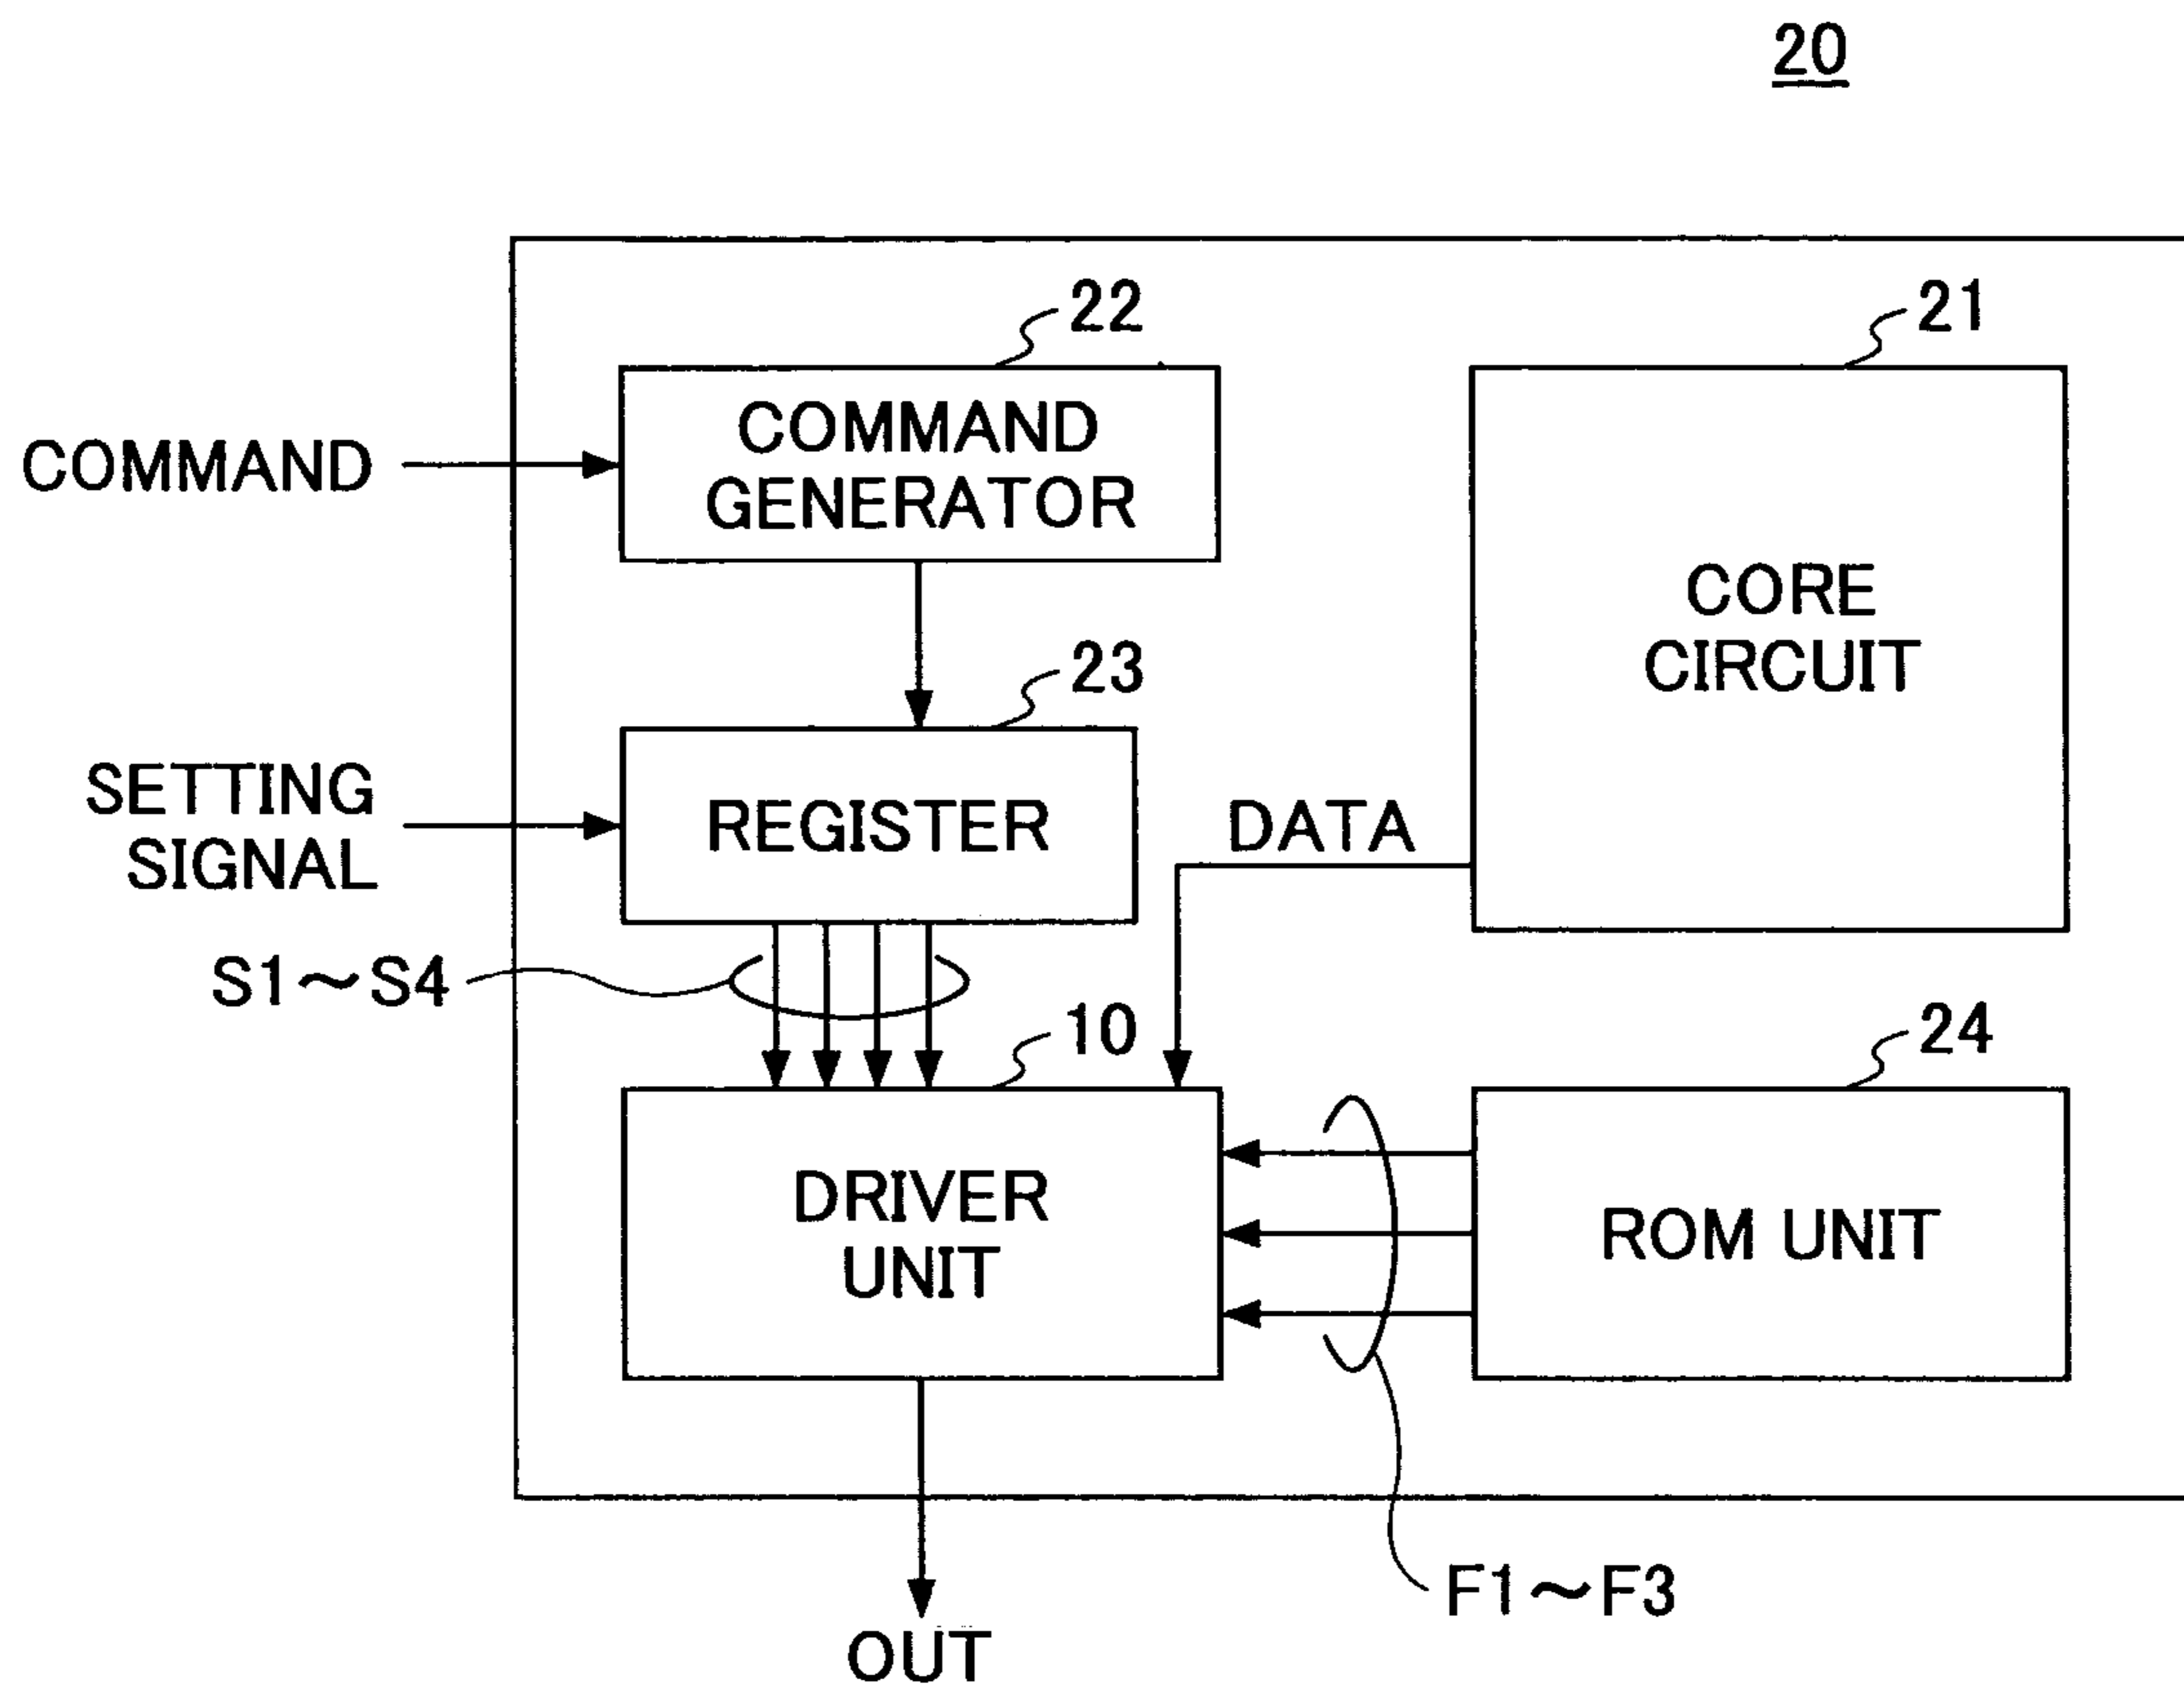 20
22
21
COMMAND
COMMAND
GENERATOR
CORE
CIRCUIT
23
SETTING
SIGNAL
REGISTER
DATA
S1～S4
10
24
DRIVER
UNIT
ROM UNIT
F1～F3
OUT